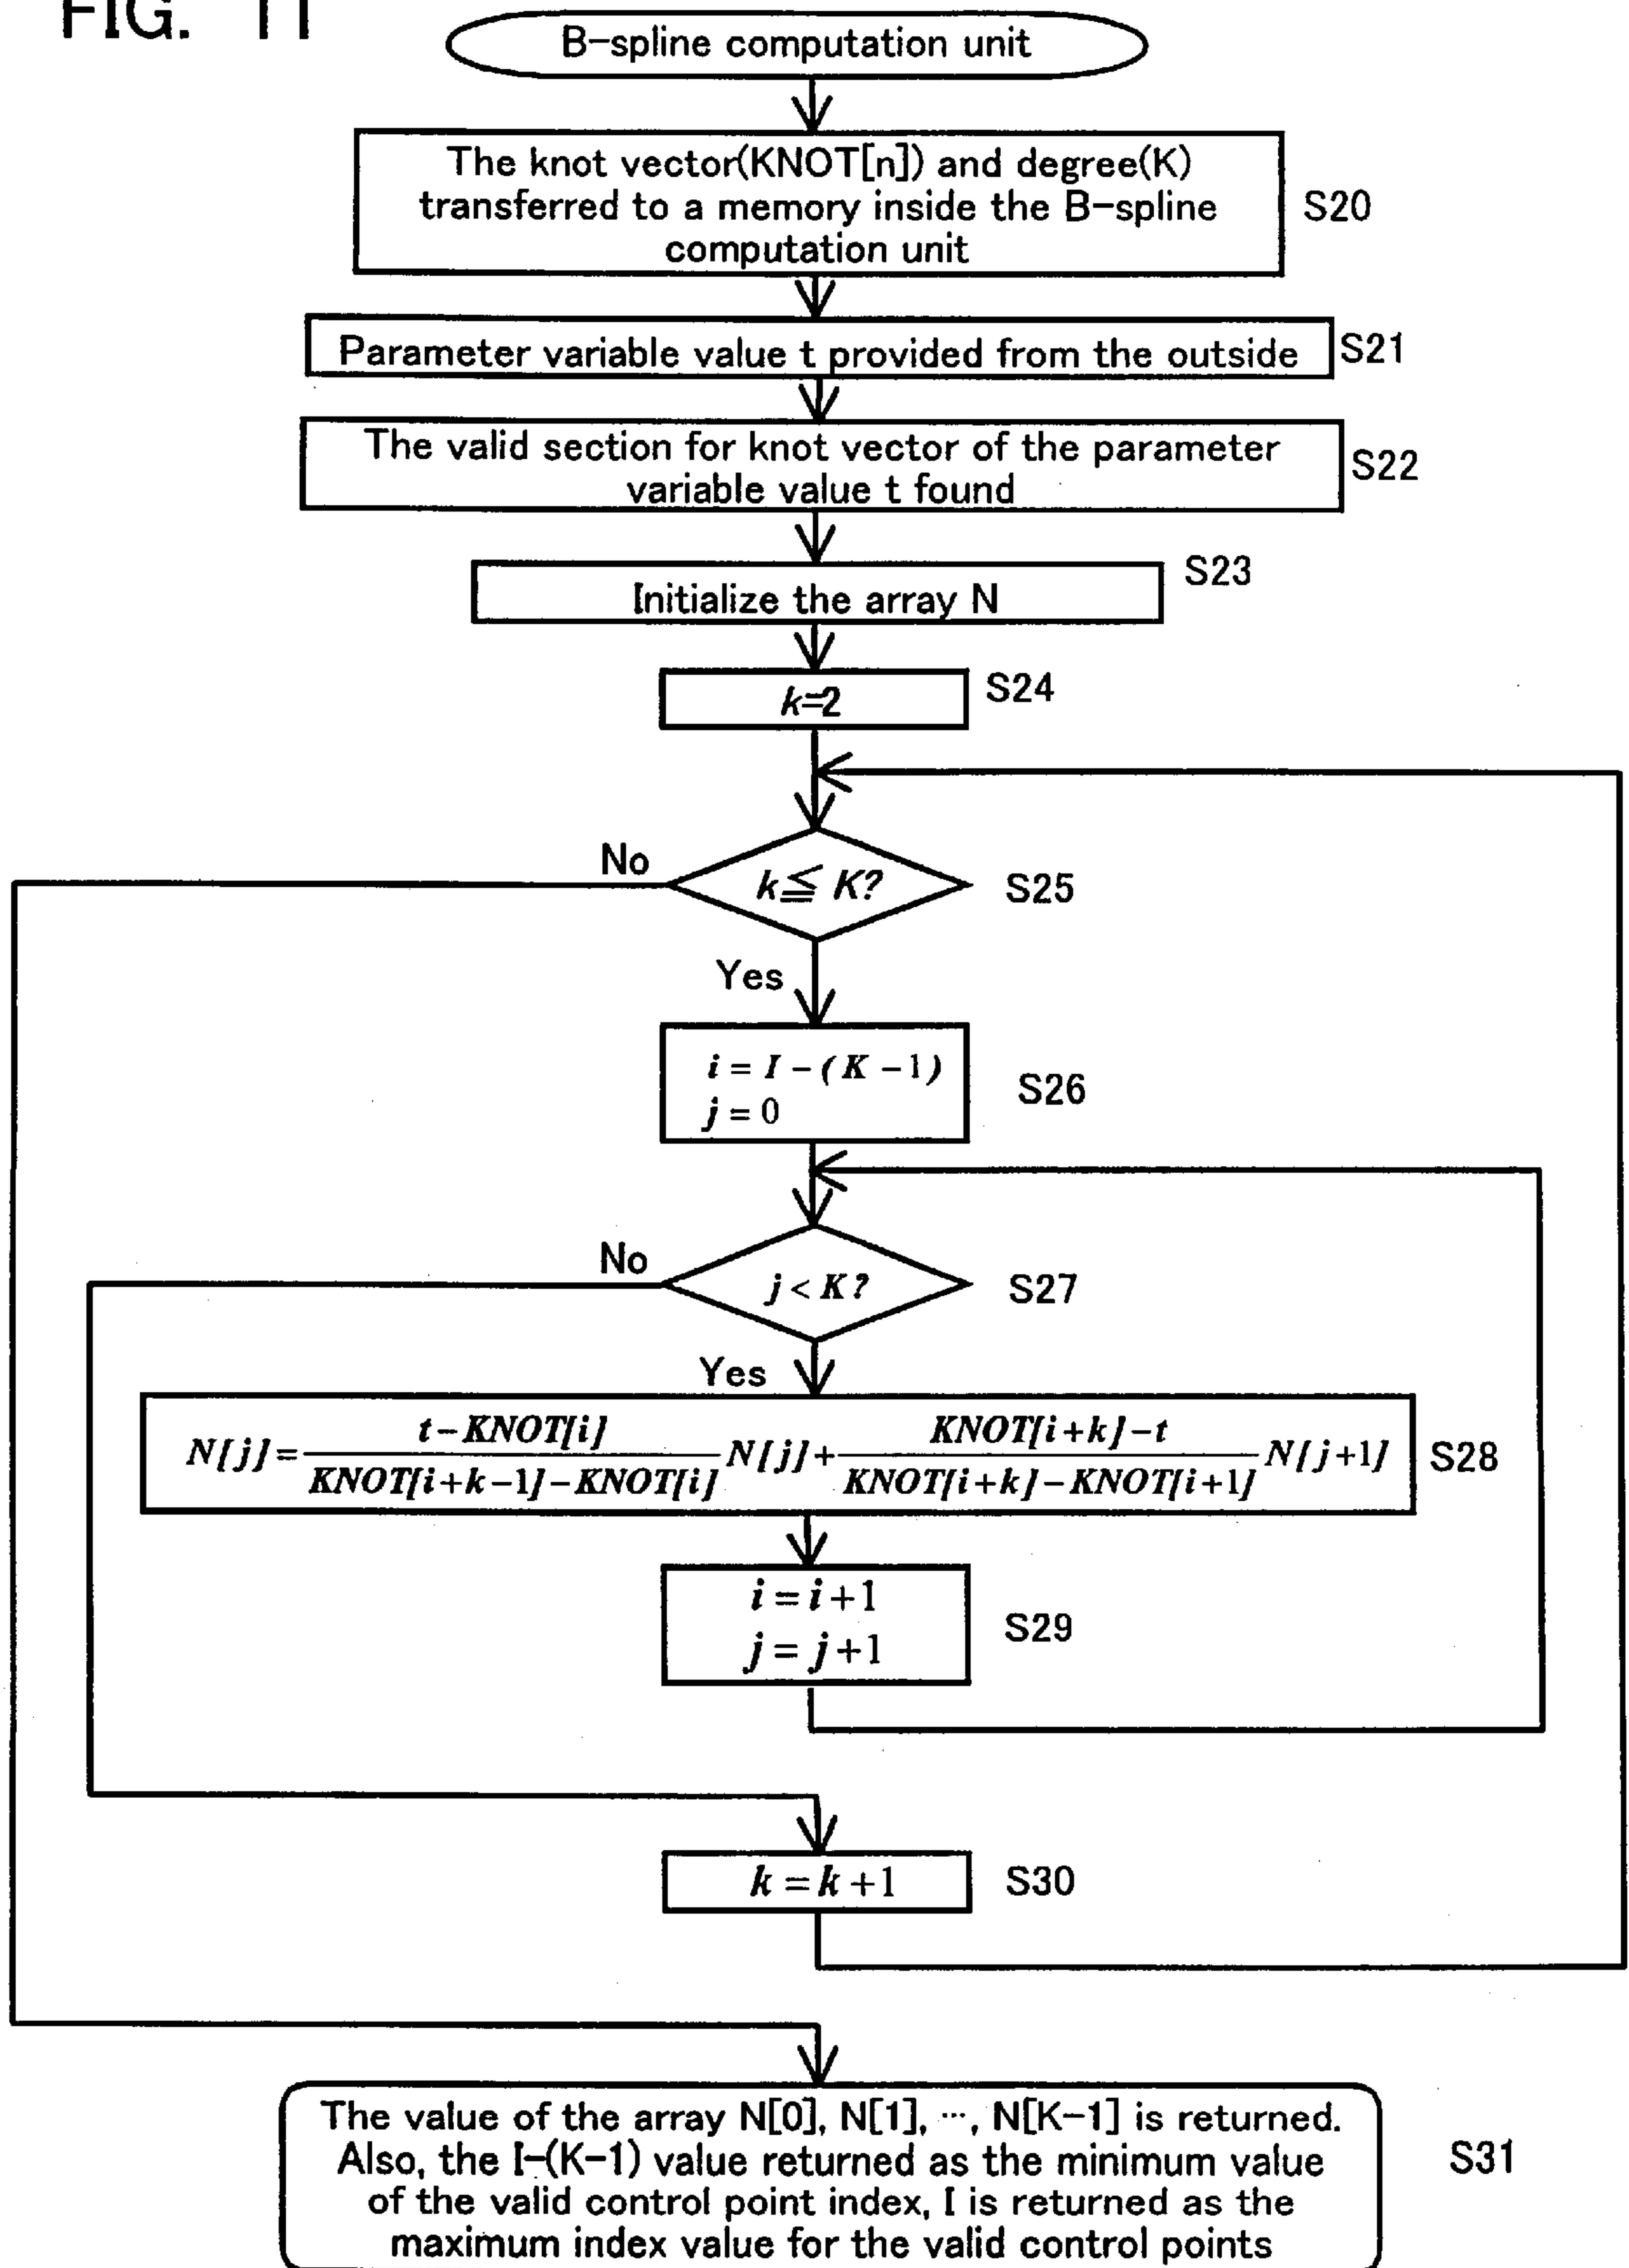 FIG. 11
B-spline computation unit
The knot vector(KNOT[n]) and degree(K)
transferred to a memory inside the B-spline
computation unit
S20
Parameter variable value t provided from the outside
S21
The valid section for knot vector of the parameter
variable value t found
S22
Initialize the array N
S23
k=2
S24
k≦ K?
S25
No
Yes
i = I - ( K - 1 )
j = 0
S26
j < K ?
S27
No
Yes
N[j]= (t-KNOT[i])/(KNOT[i+k-1]-KNOT[i]) N[j]+ (KNOT[i+k]-t)/(KNOT[i+k]-KNOT[i+1]) N[j+1]
S28
i = i +1
j = j +1
S29
k = k +1
S30
The value of the array N[0], N[1], ···, N[K-1] is returned.
Also, the I-(K-1) value returned as the minimum value
of the valid control point index, I is returned as the
maximum index value for the valid control points
S31